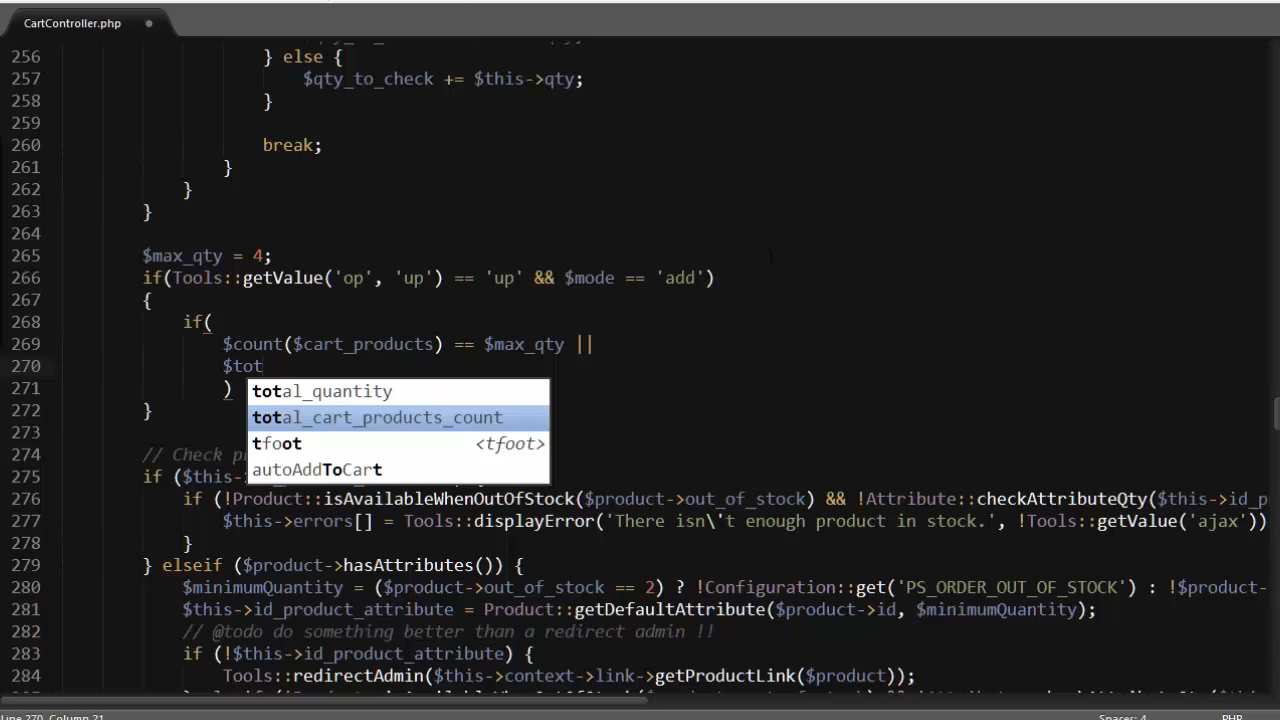 CartController.php
256 } else {
257 $qty_to_check += $this->qty;
258 }
259
260 break;
261 }
262 }
263 }
264
265 $max_qty = 4;
266 if(Tools::getValue('op', 'up') == 'up' && $mode == 'add')
267 {
268 if(
269 $count($cart_products) == $max_qty ||
270 $tot
271 )
total_quantity
total_cart_products_count
272 }
tfoot <tfoot>
273
274 // Check p
autoAddToCart
275 if ($this-
276 if (!Product::isAvailableWhenOutOfStock($product->out_of_stock) && !Attribute::checkAttributeQty($this->id_p
277 $this->errors[] = Tools::displayError('There isn\'t enough product in stock.', !Tools::getValue('ajax'))
278 }
279 } elseif ($product->hasAttributes()) {
280 $minimumQuantity = ($product->out_of_stock == 2) ? !Configuration::get('PS_ORDER_OUT_OF_STOCK') : !$product-
281 $this->id_product_attribute = Product::getDefaultAttribute($product->id, $minimumQuantity);
282 // @todo do something better than a redirect admin !!
283 if (!$this->id_product_attribute) {
284 Tools::redirectAdmin($this->context->link->getProductLink($product));
Line 270, Column 21 Spaces: 4 PHP